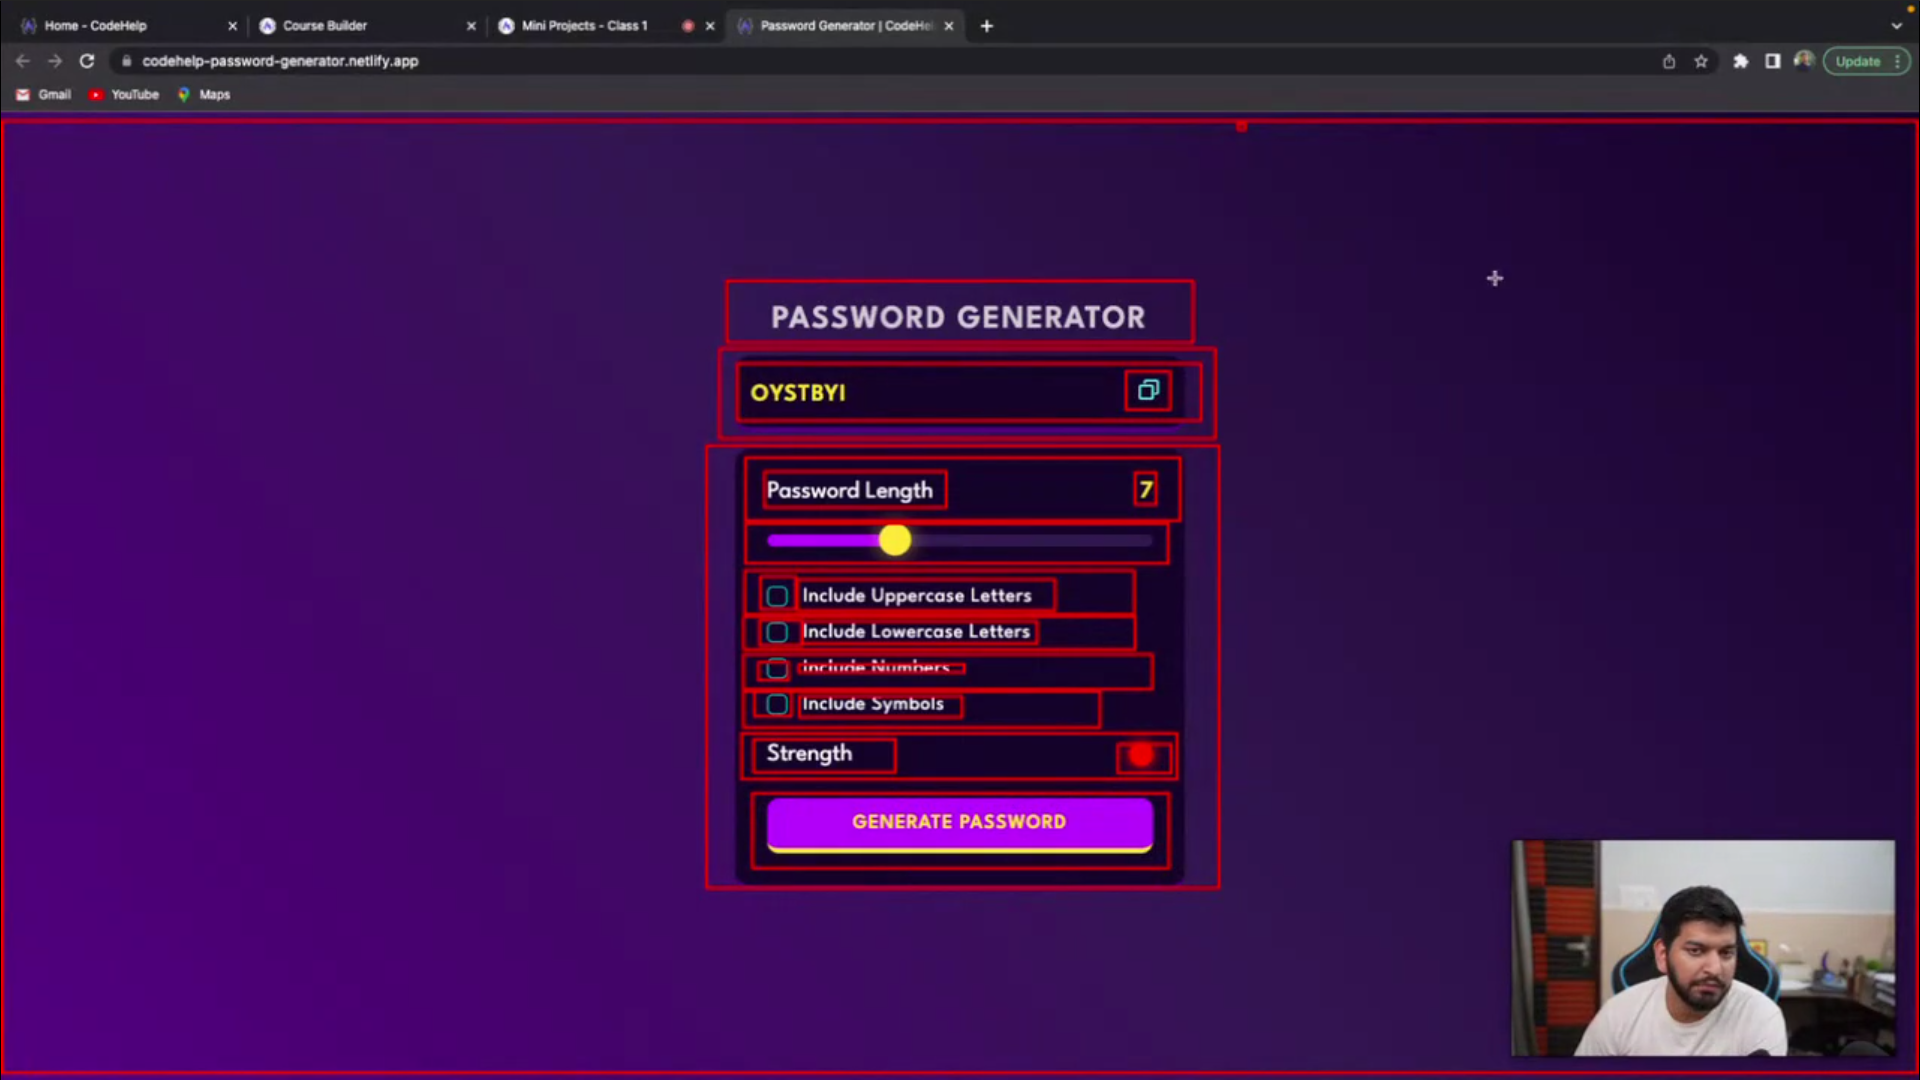 Home - CodeHelp
Course Builder
Mini Projects - Class 1
Password Generator | CodeHel
codehelp-password-generator.netlify.app
Update
Gmail
YouTube
Maps
PASSWORD GENERATOR
OYSTBYI
Password Length
7
Include Uppercase Letters
Include Lowercase Letters
Include Numbers
Include Symbols
Strength
GENERATE PASSWORD